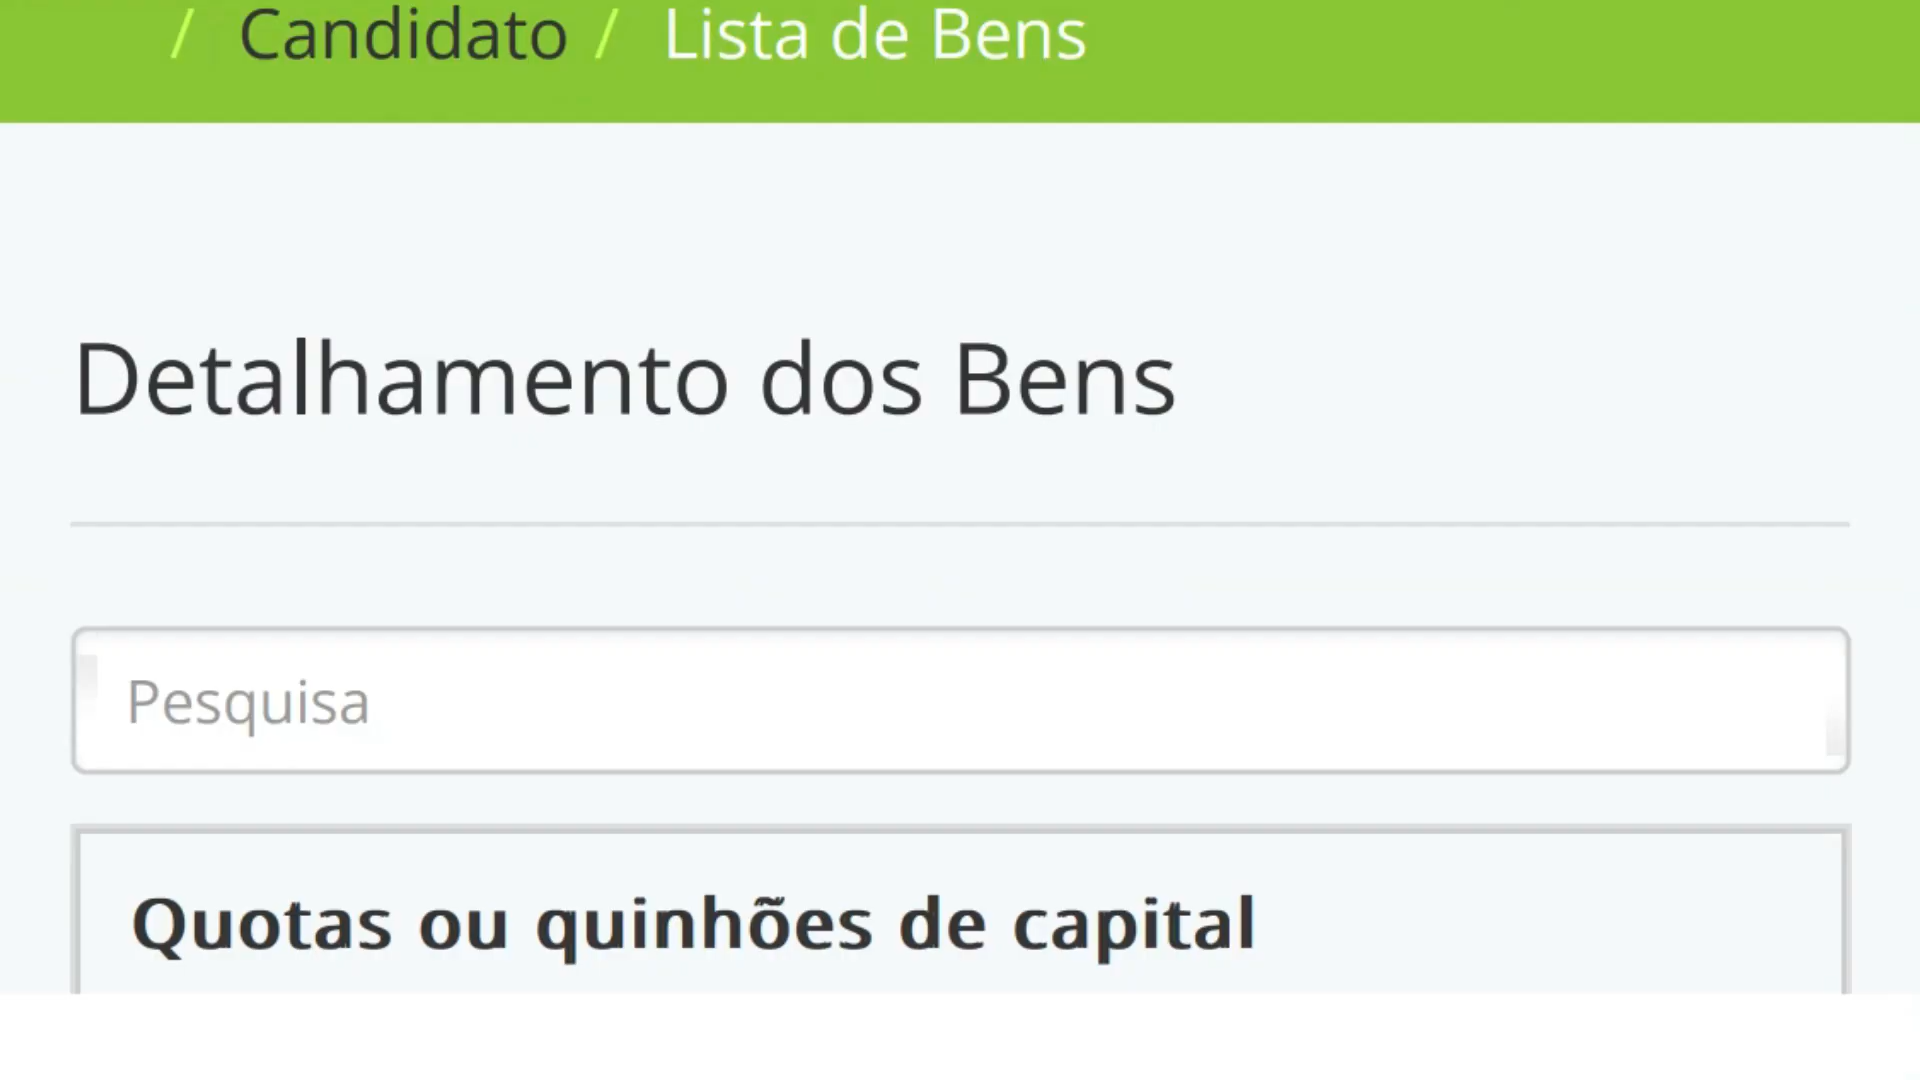 / Candidato / Lista de Bens
Detalhamento dos Bens
Pesquisa
Quotas ou quinhões de capital